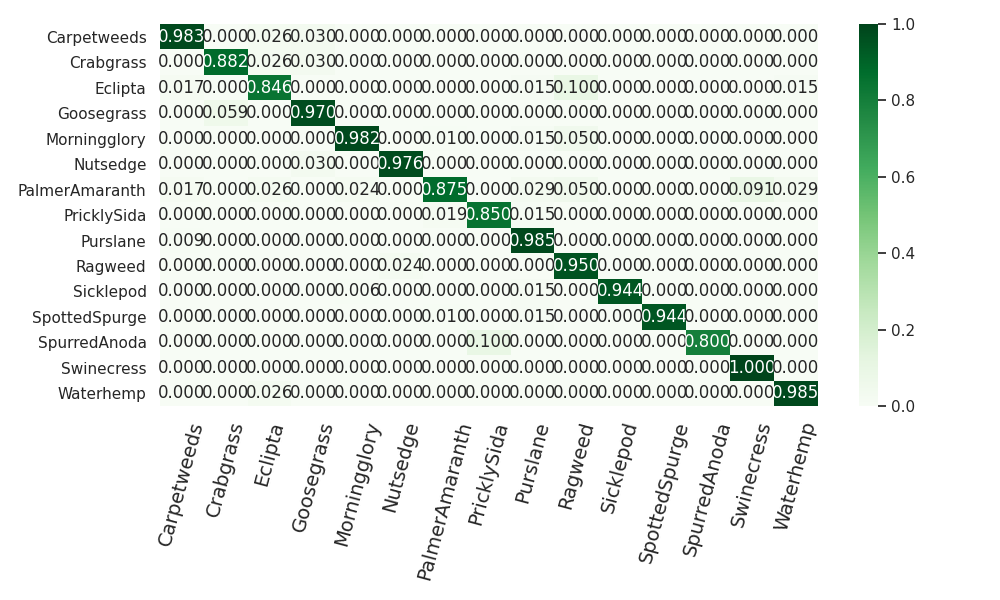 Carpetweeds 0.983 0.000 0.026 0.030 0.000 0.000 0.000 0.000 0.000 0.000 0.000 0.000 0.000 0.000 0.000 1.0
Crabgrass 0.000 0.882 0.026 0.030 0.000 0.000 0.000 0.000 0.000 0.000 0.000 0.000 0.000 0.000 0.000
Eclipta 0.017 0.000 0.846 0.000 0.000 0.000 0.000 0.000 0.015 0.100 0.000 0.000 0.000 0.000 0.015
Goosegrass 0.000 0.059 0.000 0.970 0.000 0.000 0.000 0.000 0.000 0.000 0.000 0.000 0.000 0.000 0.000 0.8
Morningglory 0.000 0.000 0.000 0.000 0.982 0.000 0.010 0.000 0.015 0.050 0.000 0.000 0.000 0.000 0.000
Nutsedge 0.000 0.000 0.000 0.030 0.000 0.976 0.000 0.000 0.000 0.000 0.000 0.000 0.000 0.000 0.000
PalmerAmaranth 0.017 0.000 0.026 0.000 0.024 0.000 0.875 0.000 0.029 0.050 0.000 0.000 0.000 0.091 0.029 0.6
PricklySida 0.000 0.000 0.000 0.000 0.000 0.000 0.019 0.850 0.015 0.000 0.000 0.000 0.000 0.000 0.000
Purslane 0.009 0.000 0.000 0.000 0.000 0.000 0.000 0.000 0.985 0.000 0.000 0.000 0.000 0.000 0.000
Ragweed 0.000 0.000 0.000 0.000 0.000 0.024 0.000 0.000 0.000 0.950 0.000 0.000 0.000 0.000 0.000 0.4
Sicklepod 0.000 0.000 0.000 0.000 0.006 0.000 0.000 0.000 0.015 0.000 0.944 0.000 0.000 0.000 0.000
SpottedSpurge 0.000 0.000 0.000 0.000 0.000 0.000 0.010 0.000 0.015 0.000 0.000 0.944 0.000 0.000 0.000
SpurredAnoda 0.000 0.000 0.000 0.000 0.000 0.000 0.000 0.100 0.000 0.000 0.000 0.000 0.800 0.000 0.000 0.2
Swinecress 0.000 0.000 0.000 0.000 0.000 0.000 0.000 0.000 0.000 0.000 0.000 0.000 0.000 1.000 0.000
Waterhemp 0.000 0.000 0.026 0.000 0.000 0.000 0.000 0.000 0.000 0.000 0.000 0.000 0.000 0.000 0.985 0.0
Carpetweeds Crabgrass Eclipta Goosegrass Morningglory Nutsedge PalmerAmaranth PricklySida Purslane Ragweed Sicklepod SpottedSpurge SpurredAnoda Swinecress Waterhemp